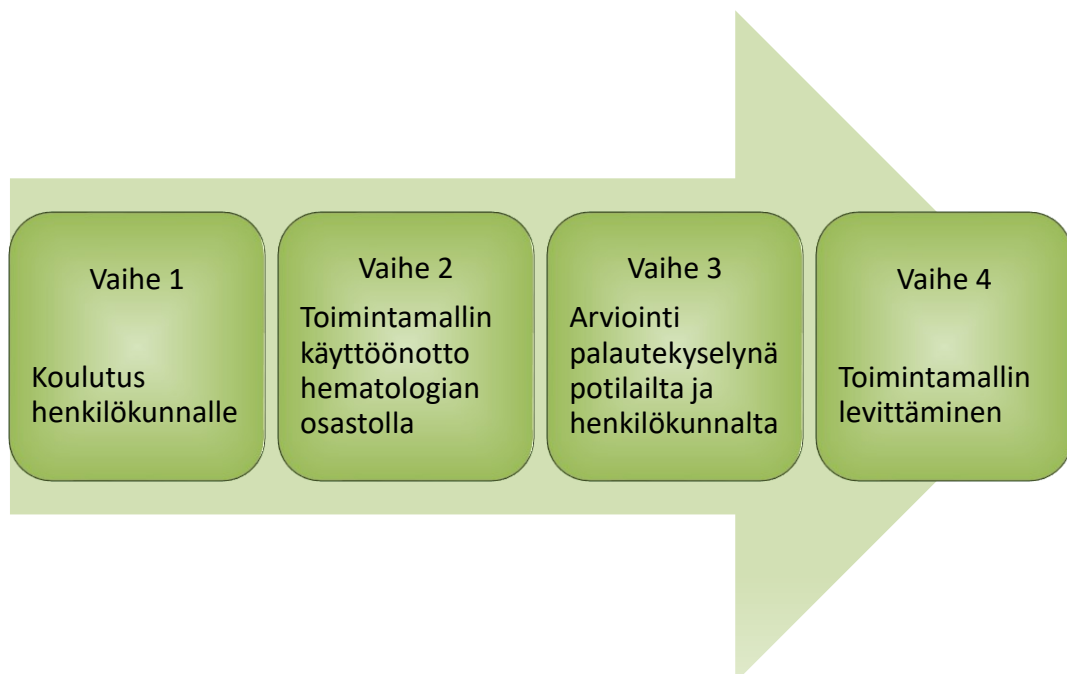 Vaihe 1
Koulutus
henkilökunnalle
Vaihe 2
Toimintamallin
käyttöönotto
hematologian
osastolla
Vaihe 3
Arviointi
palautekyselynä
potilailta ja
henkilökunnalta
Vaihe 4
Toimintamallin
levittäminen